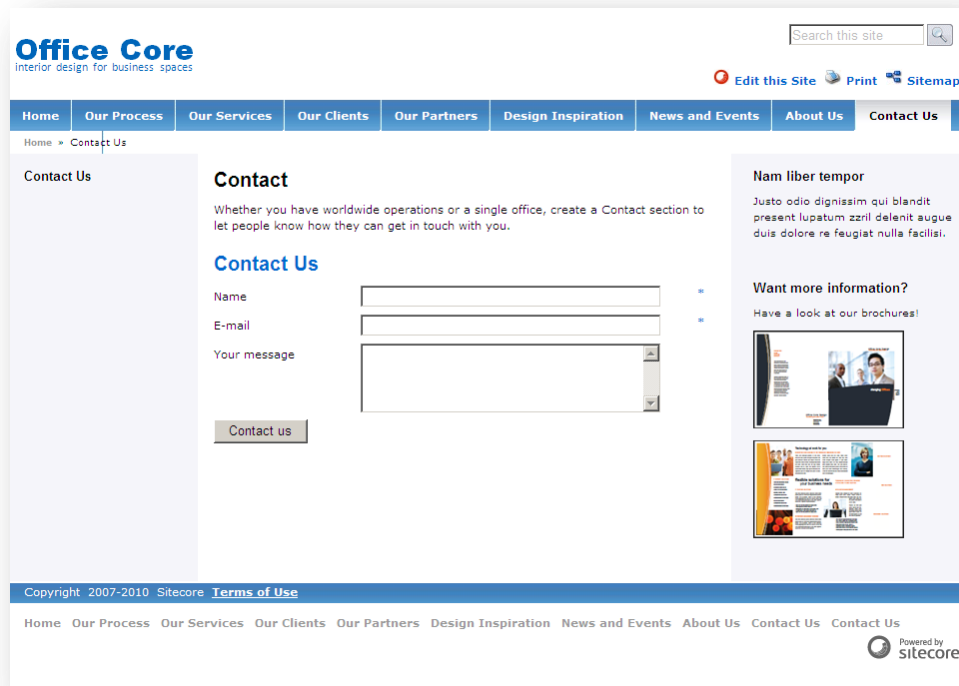 Office Core
interior design for business spaces
Search this site
Edit this Site Print Sitemap
Home Our Process Our Services Our Clients Our Partners Design Inspiration News and Events About Us Contact Us
Home » Contact Us
Contact Us
Contact
Whether you have worldwide operations or a single office, create a Contact section to
let people know how they can get in touch with you.
Contact Us
Name *
E-mail *
Your message
Contact us
Nam liber tempor
Justo odio dignissim qui blandit
present lupatum zzril delenit augue
duis dolore re feugiat nulla facilisi.
Want more information?
Have a look at our brochures!
Copyright 2007-2010 Sitecore Terms of Use
Home Our Process Our Services Our Clients Our Partners Design Inspiration News and Events About Us Contact Us Contact Us
Powered by
sitecore